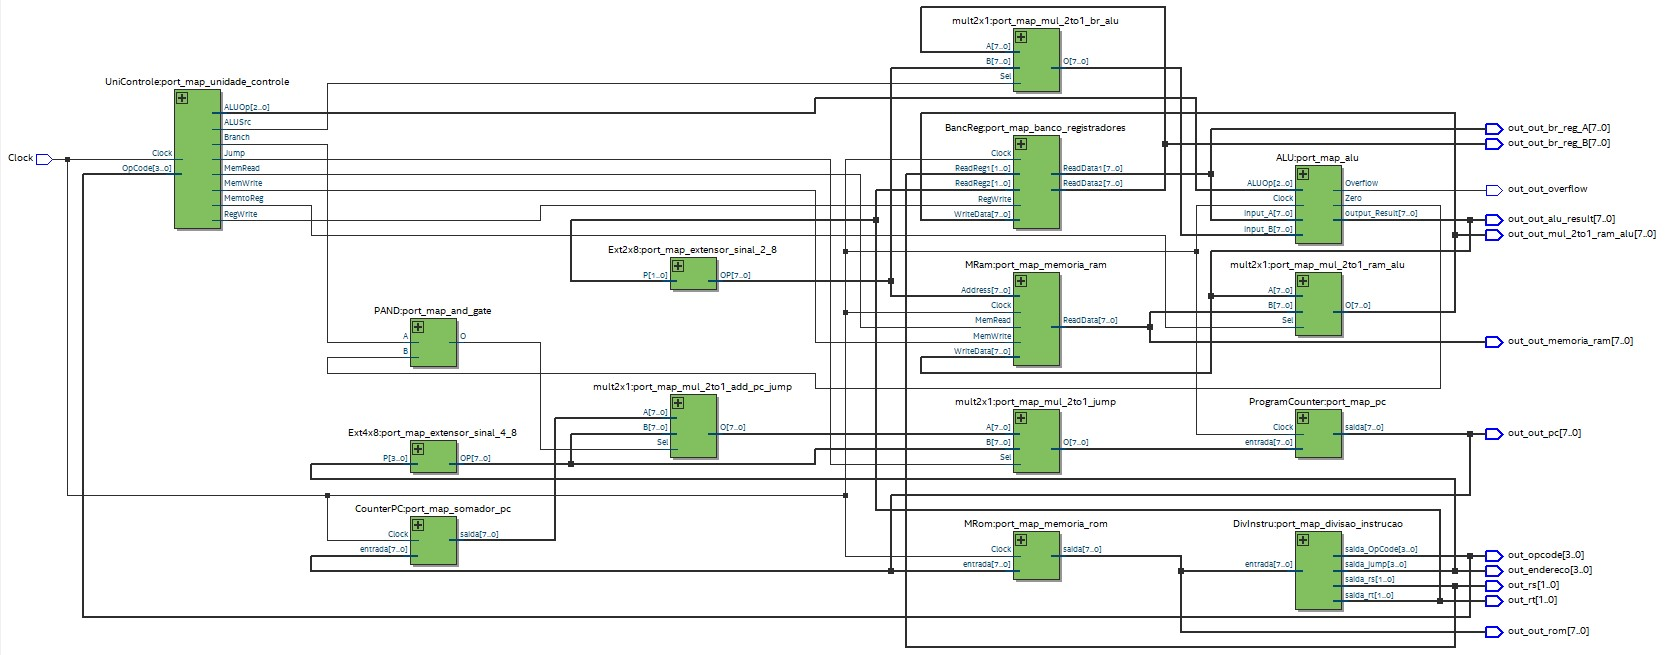 mult2x1:port_map_mul_2to1_br_alu
A[7..0]
B[7..0]
Sel
O[7..0]
UniControle:port_map_unidade_controle
Clock
OpCode[3..0]
ALUOp[2..0]
ALUSrc
Branch
Jump
MemRead
MemWrite
MemtoReg
RegWrite
Clock
BancReg:port_map_banco_registradores
Clock
ReadReg1[1..0]
ReadReg2[1..0]
RegWrite
WriteData[7..0]
ReadData1[7..0]
ReadData2[7..0]
ALU:port_map_alu
ALUOp[2..0]
Clock
Input_A[7..0]
Input_B[7..0]
Overflow
Zero
output_Result[7..0]
out_out_br_reg_A[7..0]
out_out_br_reg_B[7..0]
out_out_overflow
out_out_alu_result[7..0]
out_out_mul_2to1_ram_alu[7..0]
Ext2x8:port_map_extensor_sinal_2_8
P[1..0]
OP[7..0]
MRam:port_map_memoria_ram
Address[7..0]
Clock
MemRead
MemWrite
WriteData[7..0]
ReadData[7..0]
mult2x1:port_map_mul_2to1_ram_alu
A[7..0]
B[7..0]
Sel
O[7..0]
out_out_memoria_ram[7..0]
PAND:port_map_and_gate
A
B
O
mult2x1:port_map_mul_2to1_add_pc_jump
A[7..0]
B[7..0]
Sel
O[7..0]
mult2x1:port_map_mul_2to1_jump
A[7..0]
B[7..0]
Sel
O[7..0]
ProgramCounter:port_map_pc
Clock
entrada[7..0]
saida[7..0]
out_out_pc[7..0]
Ext4x8:port_map_extensor_sinal_4_8
P[3..0]
OP[7..0]
CounterPC:port_map_somador_pc
Clock
entrada[7..0]
saida[7..0]
MRom:port_map_memoria_rom
Clock
entrada[7..0]
saida[7..0]
DivInstru:port_map_divisao_instrucao
entrada[7..0]
saida_OpCode[3..0]
saida_jump[3..0]
saida_rs[1..0]
saida_rt[1..0]
out_opcode[3..0]
out_endereco[3..0]
out_rs[1..0]
out_rt[1..0]
out_out_rom[7..0]